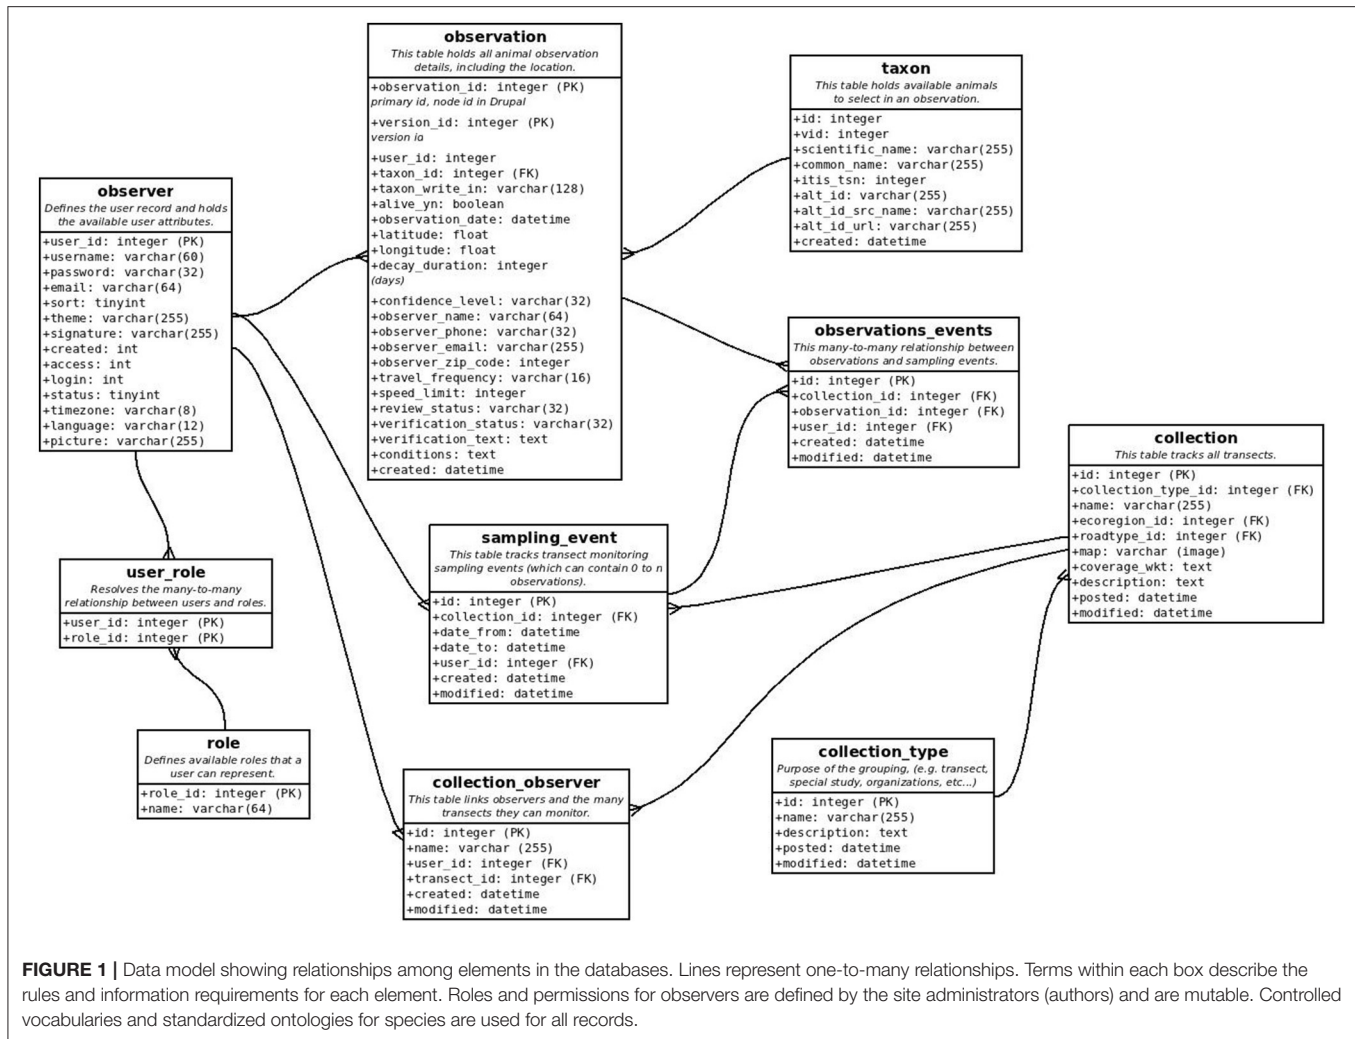 observation
This table holds all animal observation
details, including the location.
+observation_id: integer (PK)
primary id, node id in Drupal
+version_id: integer (PK)
version id
+user_id: integer
+taxon_id: integer (FK)
+taxon_write_in: varchar(128)
+alive_yn: boolean
+observation_date: datetime
+latitude: float
+longitude: float
+decay_duration: integer
(days)
+confidence_level: varchar(32)
+observer_name: varchar(64)
+observer_phone: varchar(32)
+observer_email: varchar(255)
+observer_zip_code: integer
+travel_frequency: varchar(16)
+speed_limit: integer
+review_status: varchar(32)
+verification_status: varchar(32)
+verification_text: text
+conditions: text
+created: datetime
taxon
This table holds available animals
to select in an observation.
+id: integer
+vid: integer
+scientific_name: varchar(255)
+common_name: varchar(255)
+itis_tsn: integer
+alt_id: varchar(255)
+alt_id_src_name: varchar(255)
+alt_id_url: varchar(255)
+created: datetime
observer
Defines the user record and holds
the available user attributes.
+user_id: integer (PK)
+username: varchar(60)
+password: varchar(32)
+email: varchar(64)
+sort: tinyint
+theme: varchar(255)
+signature: varchar(255)
+created: int
+access: int
+login: int
+status: tinyint
+timezone: varchar(8)
+language: varchar(12)
+picture: varchar(255)
observations_events
This many-to-many relationship between
observations and sampling events.
+id: integer (PK)
+collection_id: integer (FK)
+observation_id: integer (FK)
+user_id: integer (FK)
+created: datetime
+modified: datetime
collection
This table tracks all transects.
+id: integer (PK)
+collection_type_id: integer (FK)
+name: varchar(255)
+ecoregion_id: integer (FK)
+roadtype_id: integer (FK)
+map: varchar (image)
+coverage_wkt: text
+description: text
+posted: datetime
+modified: datetime
sampling_event
This table tracks transect monitoring
sampling events (which can contain 0 to n
observations).
+id: integer (PK)
+collection_id: integer (FK)
+date_from: datetime
+date_to: datetime
+user_id: integer (FK)
+created: datetime
+modified: datetime
user_role
Resolves the many-to-many
relationship between users and roles.
+user_id: integer (PK)
+role_id: integer (PK)
role
Defines available roles that a
user can represent.
+role_id: integer (PK)
+name: varchar(64)
collection_observer
This table links observers and the many
transects they can monitor.
+id: integer (PK)
+name: varchar (255)
+user_id: integer (FK)
+transect_id: integer (FK)
+created: datetime
+modified: datetime
collection_type
Purpose of the grouping, (e.g. transect,
special study, organizations, etc...)
+id: integer (PK)
+name: varchar(255)
+description: text
+posted: datetime
+modified: datetime
FIGURE 1 | Data model showing relationships among elements in the databases. Lines represent one-to-many relationships. Terms within each box describe the
rules and information requirements for each element. Roles and permissions for observers are defined by the site administrators (authors) and are mutable. Controlled
vocabularies and standardized ontologies for species are used for all records.